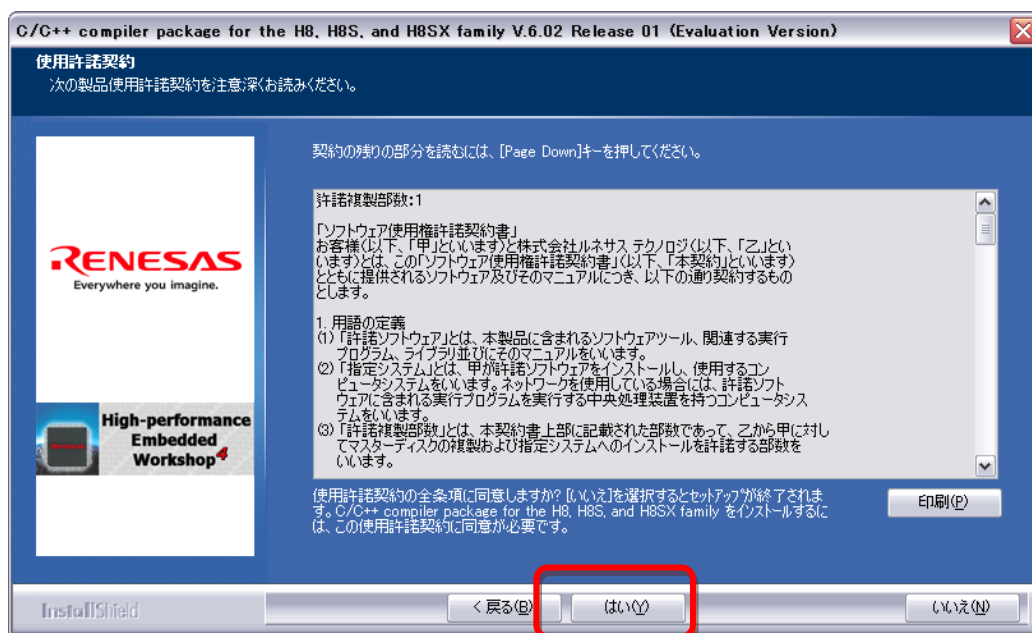 C/C++ compiler package for the H8, H8S, and H8SX family V.6.02 Release 01 (Evaluation Version)
使用許諾契約
次の製品使用許諾契約を注意深くお読みください。
契約の残りの部分を読むには、[Page Down]キーを押してください。
許諾複製部数:1
「ソフトウェア使用権許諾契約書」
お客様(以下、「甲」といいます)と株式会社ルネサス テクノロジ(以下、「乙」とい
います)とは、この「ソフトウェア使用権許諾契約書」(以下、「本契約」といいます)
とともに提供されるソフトウェア及びそのマニュアルにつき、以下の通り契約するもの
とします。
1. 用語の定義
(1) 「許諾ソフトウェア」とは、本製品に含まれるソフトウェアツール、関連する実行
プログラム、ライブラリ並びにそのマニュアルをいいます。
(2) 「指定システム」とは、甲が許諾ソフトウェアをインストールし、使用するコン
ピュータシステムをいいます。ネットワークを使用している場合には、許諾ソフト
ウェアに含まれる実行プログラムを実行する中央処理装置を持つコンピュータシス
テムをいいます。
(3) 「許諾複製部数」とは、本契約書上部に記載された部数であって、乙から甲に対し
てマスターディスクの複製および指定システムへのインストールを許諾する部数を
いいます。
RENESAS
Everywhere you imagine.
RENESAS
High-performance
Embedded
Workshop4
使用許諾契約の全条項に同意しますか? [いいえ]を選択するとセットアップが終了されま
す。C/C++ compiler package for the H8, H8S, and H8SX family をインストールするに
は、この使用許諾契約に同意が必要です。
印刷(P)
InstallShield
< 戻る(B)
はい(Y)
いいえ(N)